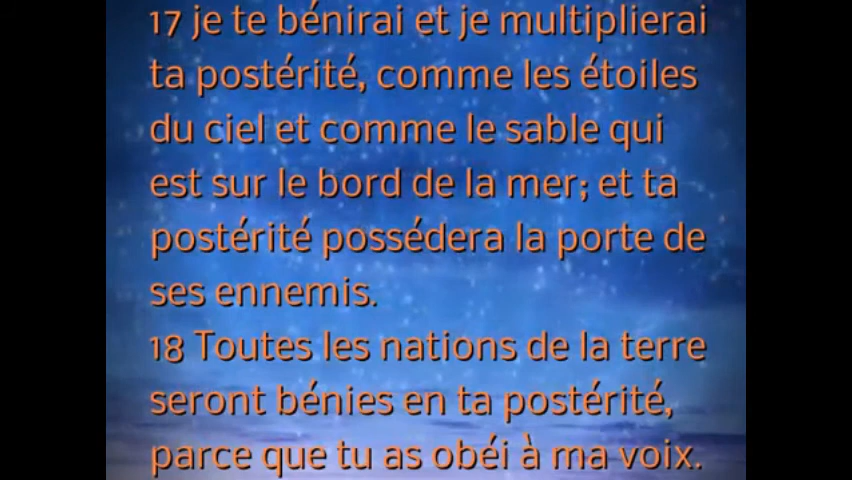 17 je te bénirai et je multiplierai
ta postérité, comme les étoiles
du ciel et comme le sable qui
est sur le bord de la mer; et ta
postérité possédera la porte de
ses ennemis.
18 Toutes les nations de la terre
seront bénies en ta postérité,
parce que tu as obéi à ma voix.